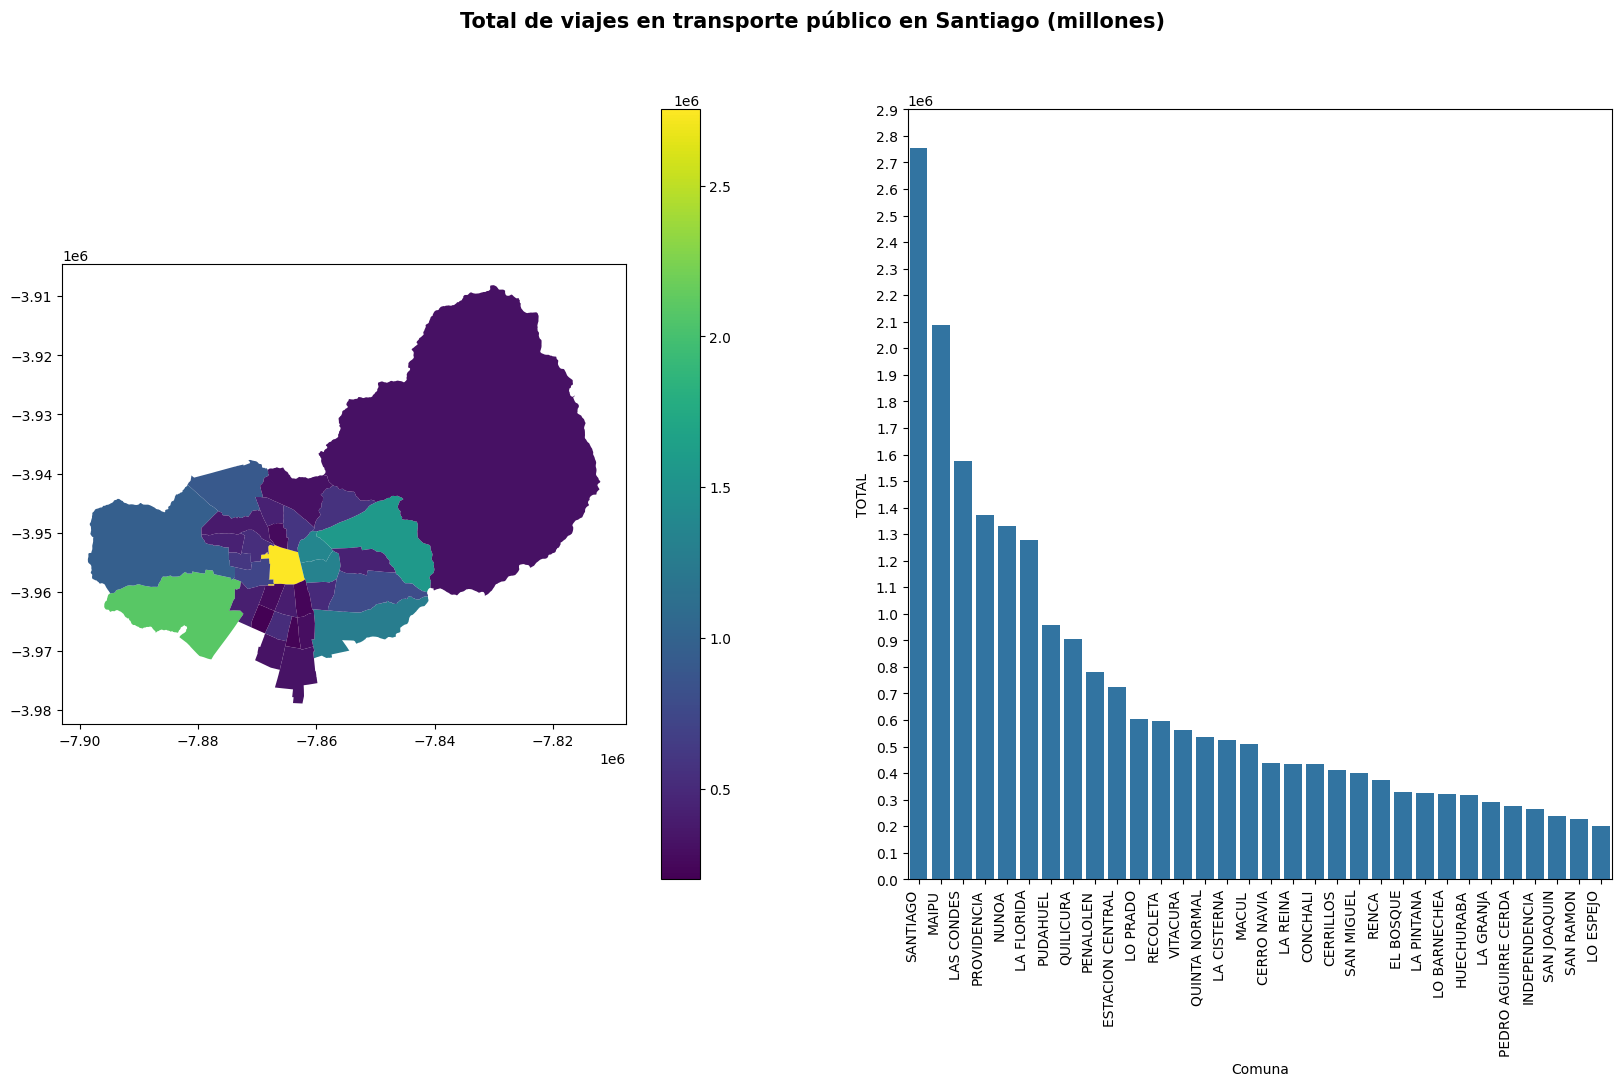 Total de viajes en transporte público en Santiago (millones)
1e6
−3.91
−3.92
−3.93
−3.94
−3.95
−3.96
−3.97
−3.98
−7.90 −7.88 −7.86 −7.84 −7.82
1e6
1e6
2.5
2.0
1.5
1.0
0.5
1e6
2.9
2.8
2.7
2.6
2.5
2.4
2.3
2.2
2.1
2.0
1.9
1.8
1.7
1.6
1.5
1.4
1.3
1.2
1.1
1.0
0.9
0.8
0.7
0.6
0.5
0.4
0.3
0.2
0.1
0.0
TOTAL
SANTIAGO
MAIPU
LAS CONDES
PROVIDENCIA
NUNOA
LA FLORIDA
PUDAHUEL
QUILICURA
PENALOLEN
ESTACION CENTRAL
LO PRADO
RECOLETA
VITACURA
QUINTA NORMAL
LA CISTERNA
MACUL
CERRO NAVIA
LA REINA
CONCHALI
CERRILLOS
SAN MIGUEL
RENCA
EL BOSQUE
LA PINTANA
LO BARNECHEA
HUECHURABA
LA GRANJA
PEDRO AGUIRRE CERDA
INDEPENDENCIA
SAN JOAQUIN
SAN RAMON
LO ESPEJO
Comuna